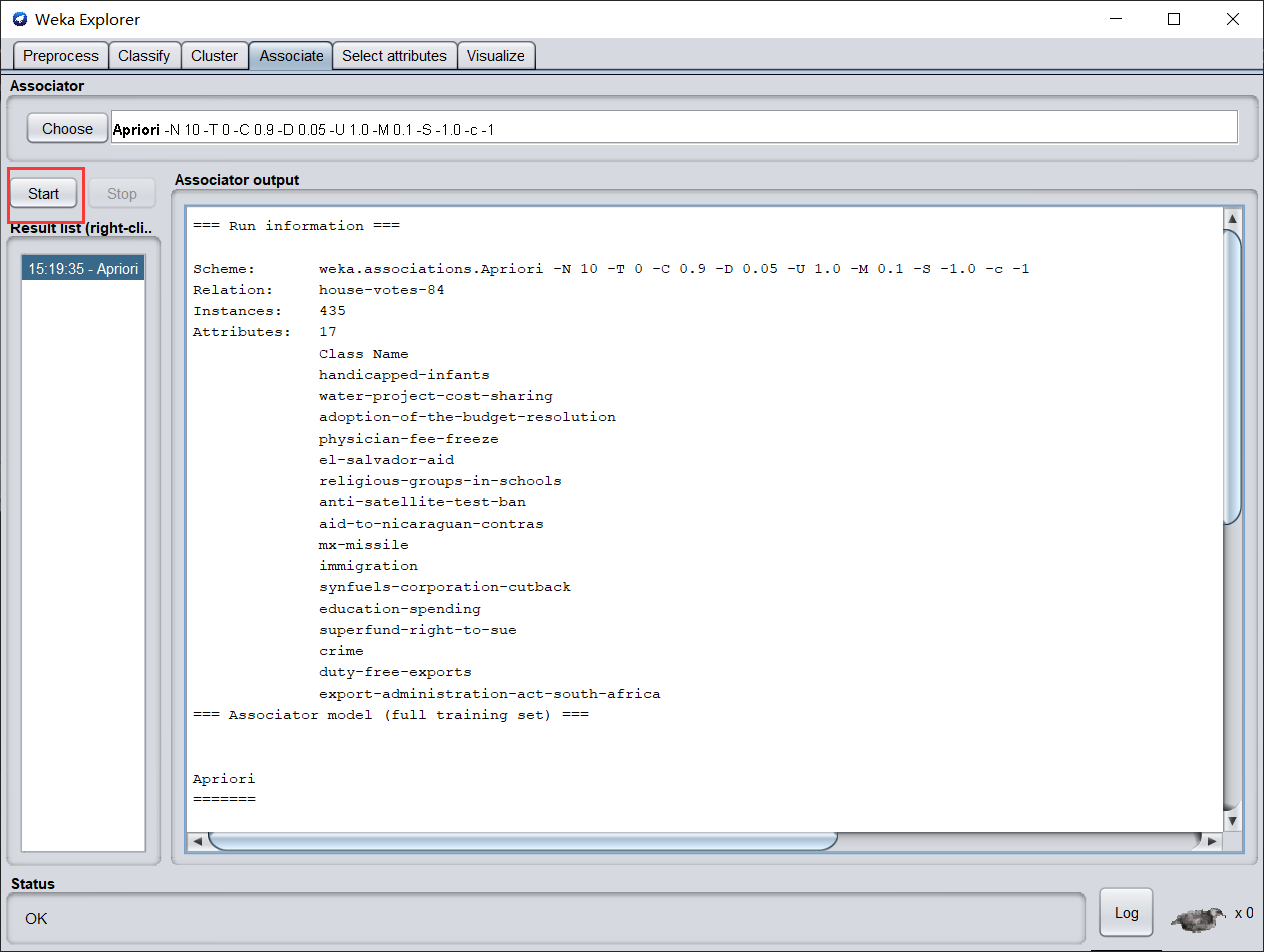 Weka Explorer
Preprocess Classify Cluster Associate Select attributes Visualize
Associator
Choose Apriori -N 10 -T 0 -C 0.9 -D 0.05 -U 1.0 -M 0.1 -S -1.0 -c -1
Start Stop
Result list (right-cli..
15:19:35 - Apriori
Associator output
=== Run information ===
Scheme: weka.associations.Apriori -N 10 -T 0 -C 0.9 -D 0.05 -U 1.0 -M 0.1 -S -1.0 -c -1
Relation: house-votes-84
Instances: 435
Attributes: 17
Class Name
handicapped-infants
water-project-cost-sharing
adoption-of-the-budget-resolution
physician-fee-freeze
el-salvador-aid
religious-groups-in-schools
anti-satellite-test-ban
aid-to-nicaraguan-contras
mx-missile
immigration
synfuels-corporation-cutback
education-spending
superfund-right-to-sue
crime
duty-free-exports
export-administration-act-south-africa
=== Associator model (full training set) ===
Apriori
=======
Status
OK
Log
x 0